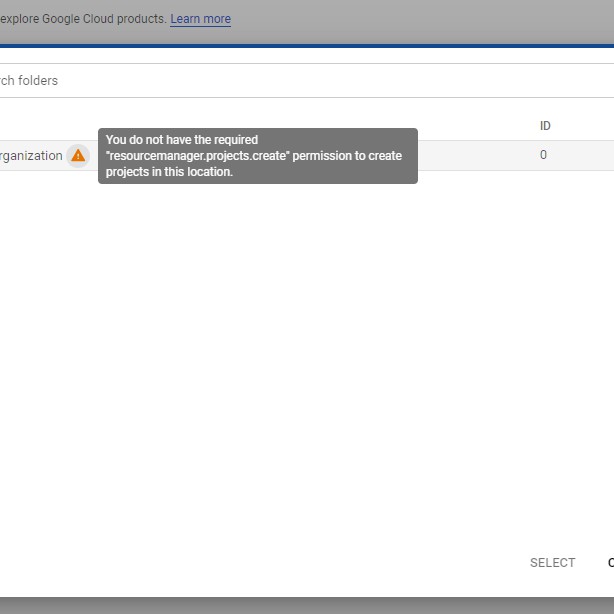 explore Google Cloud products. Learn more
rch folders
ID
You do not have the required
"resourcemanager.projects.create" permission to create
projects in this location.
rganization
0
SELECT